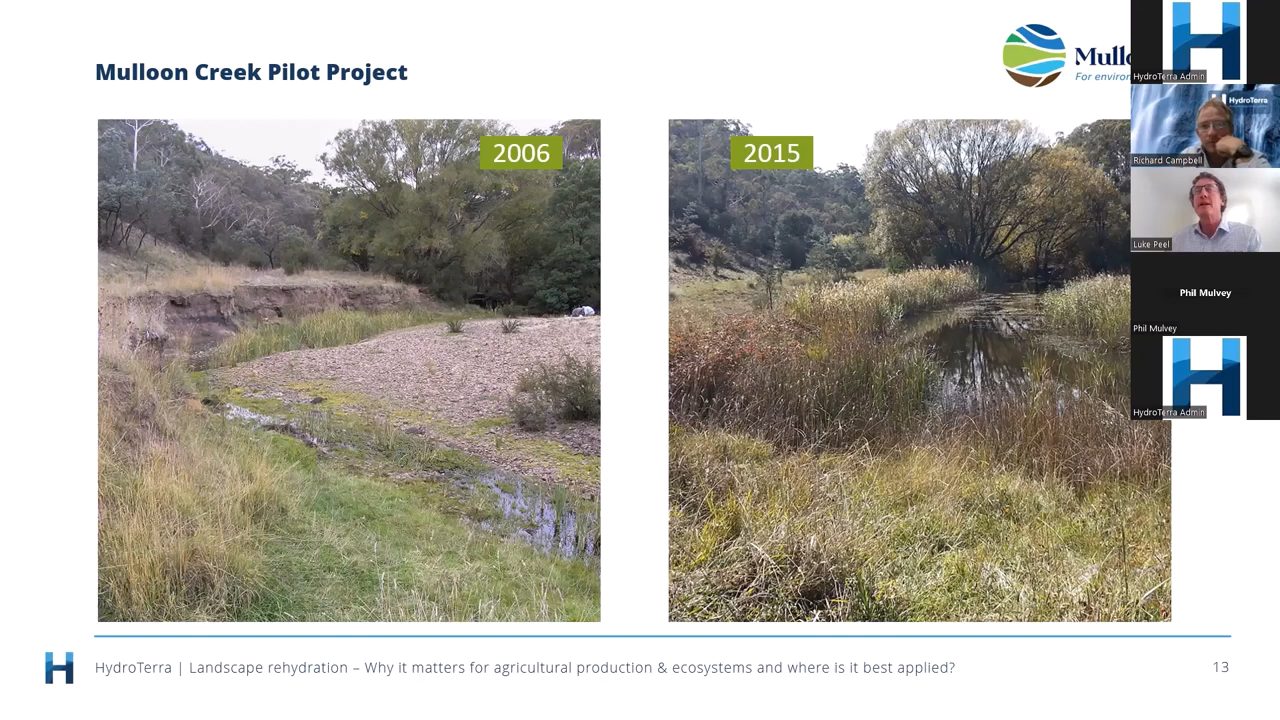 Mulloon Creek Pilot Project
For environ
2006
2015
HydroTerra Admin
HydroTerra
Richard Campbell
Luke Peel
Phil Mulvey
Phil Mulvey
HydroTerra Admin
HydroTerra | Landscape rehydration – Why it matters for agricultural production & ecosystems and where is it best applied?
13